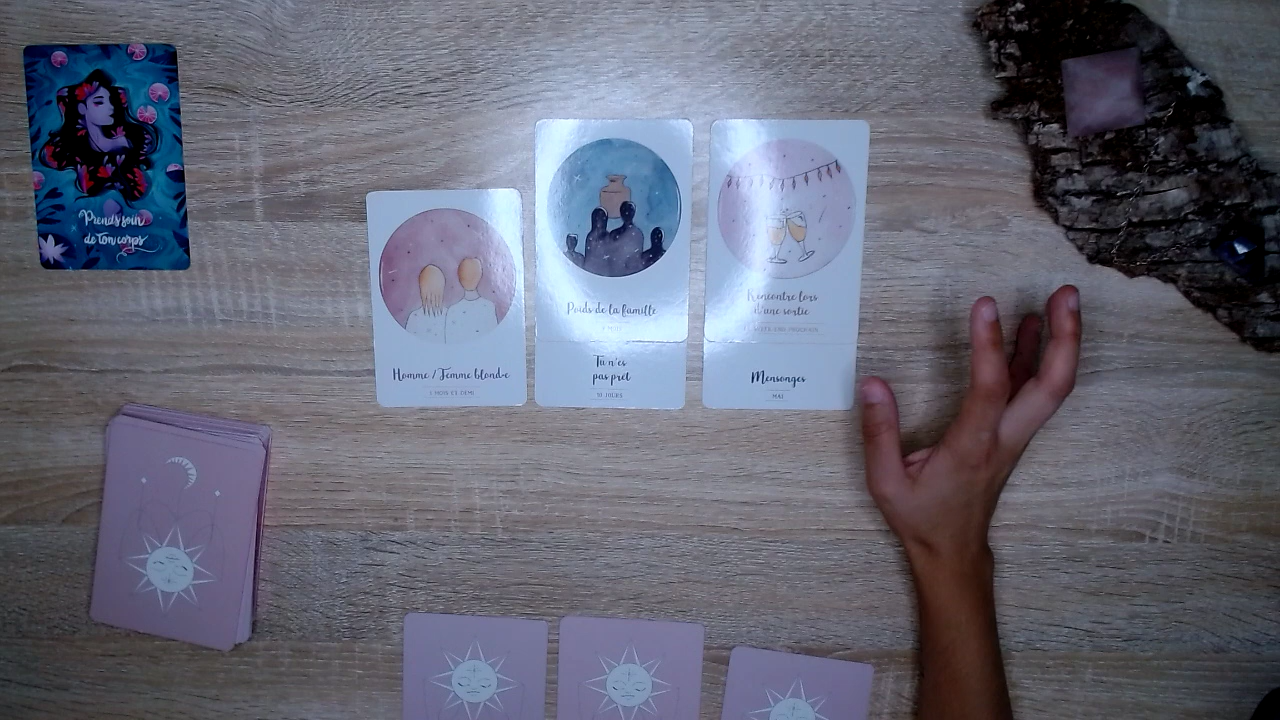 Prends soin
de ton corps
Homme / Femme blonde
1 MOIS ET DEMI
Poids de la famille
Tu n'es
pas prêt
10 JOURS
Rencontre lors
d'une sortie
Mensonges
MAI